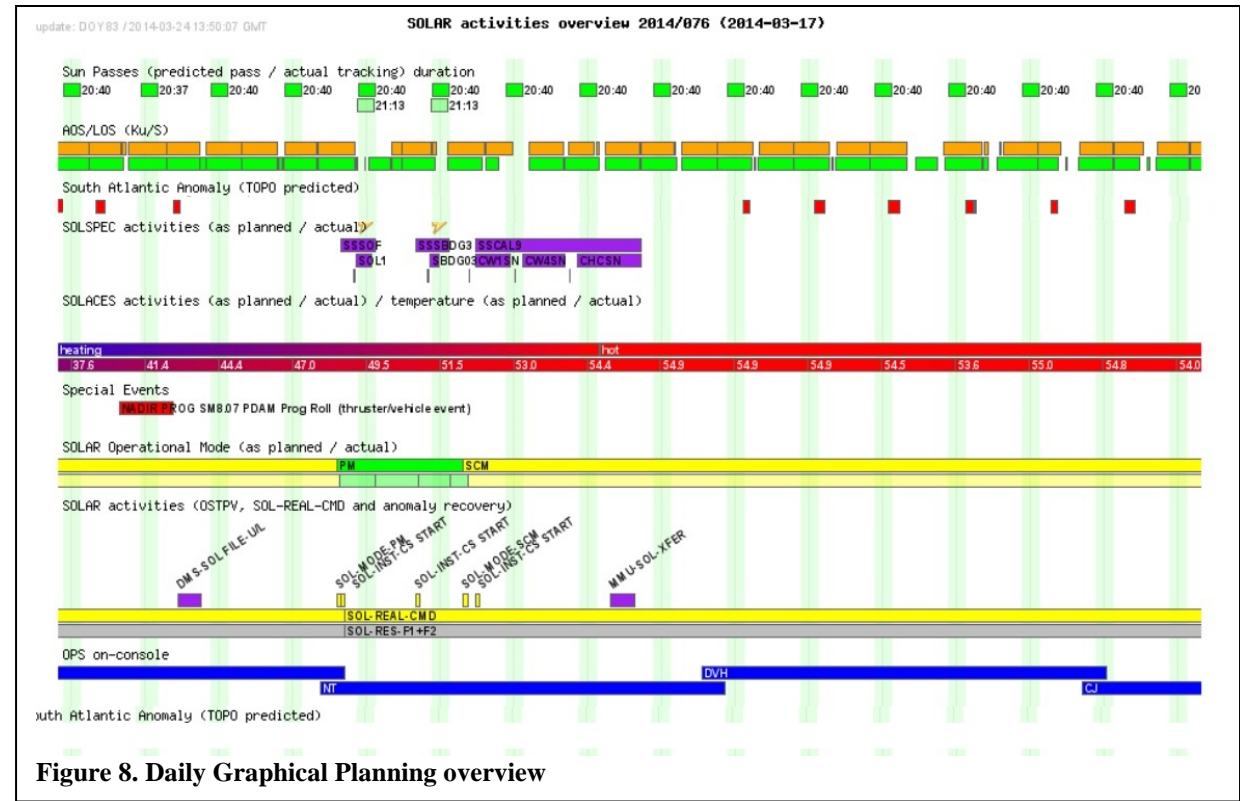 update: DOY83 / 2014-03-24 13:50:07 GMT
SOLAR activities overview 2014/076 (2014-03-17)
Sun Passes (predicted pass / actual tracking) duration
20:40 20:37 20:40 20:40 20:40 20:40 20:40 20:40 20:40 20:40 20:40 20:40 20:40 20:40 20:40 20
21:13 21:13
AOS/LOS (Ku/S)
South Atlantic Anomaly (TOPO predicted)
SOLSPEC activities (as planned / actual)
SSSOF SSSBDG3 SSCAL9
SOL1 SBDG03 CW1SN CW4SN CHCSN
SOLACES activities (as planned / actual) / temperature (as planned / actual)
heating hot
37.6 41.4 44.4 47.0 49.5 51.5 53.0 54.4 54.9 54.9 54.9 54.5 53.6 55.0 54.8 54.0
Special Events
NADIR PROG SM8.07 PDAM Prog Roll (thruster/vehicle event)
SOLAR Operational Mode (as planned / actual)
PM SCM
SOLAR activities (OSTPV, SOL-REAL-CMD and anomaly recovery)
DMS-SOL FILE-U/L SOL-MODE-PM SOL-INST-CS START SOL-INST-CS START SOL-MODE-SCM SOL-INST-CS START MMU-SOL-XFER
SOL-REAL-CMD
SOL-RES-P1+F2
OPS on-console
DVH
NT CJ
outh Atlantic Anomaly (TOPO predicted)
Figure 8. Daily Graphical Planning overview